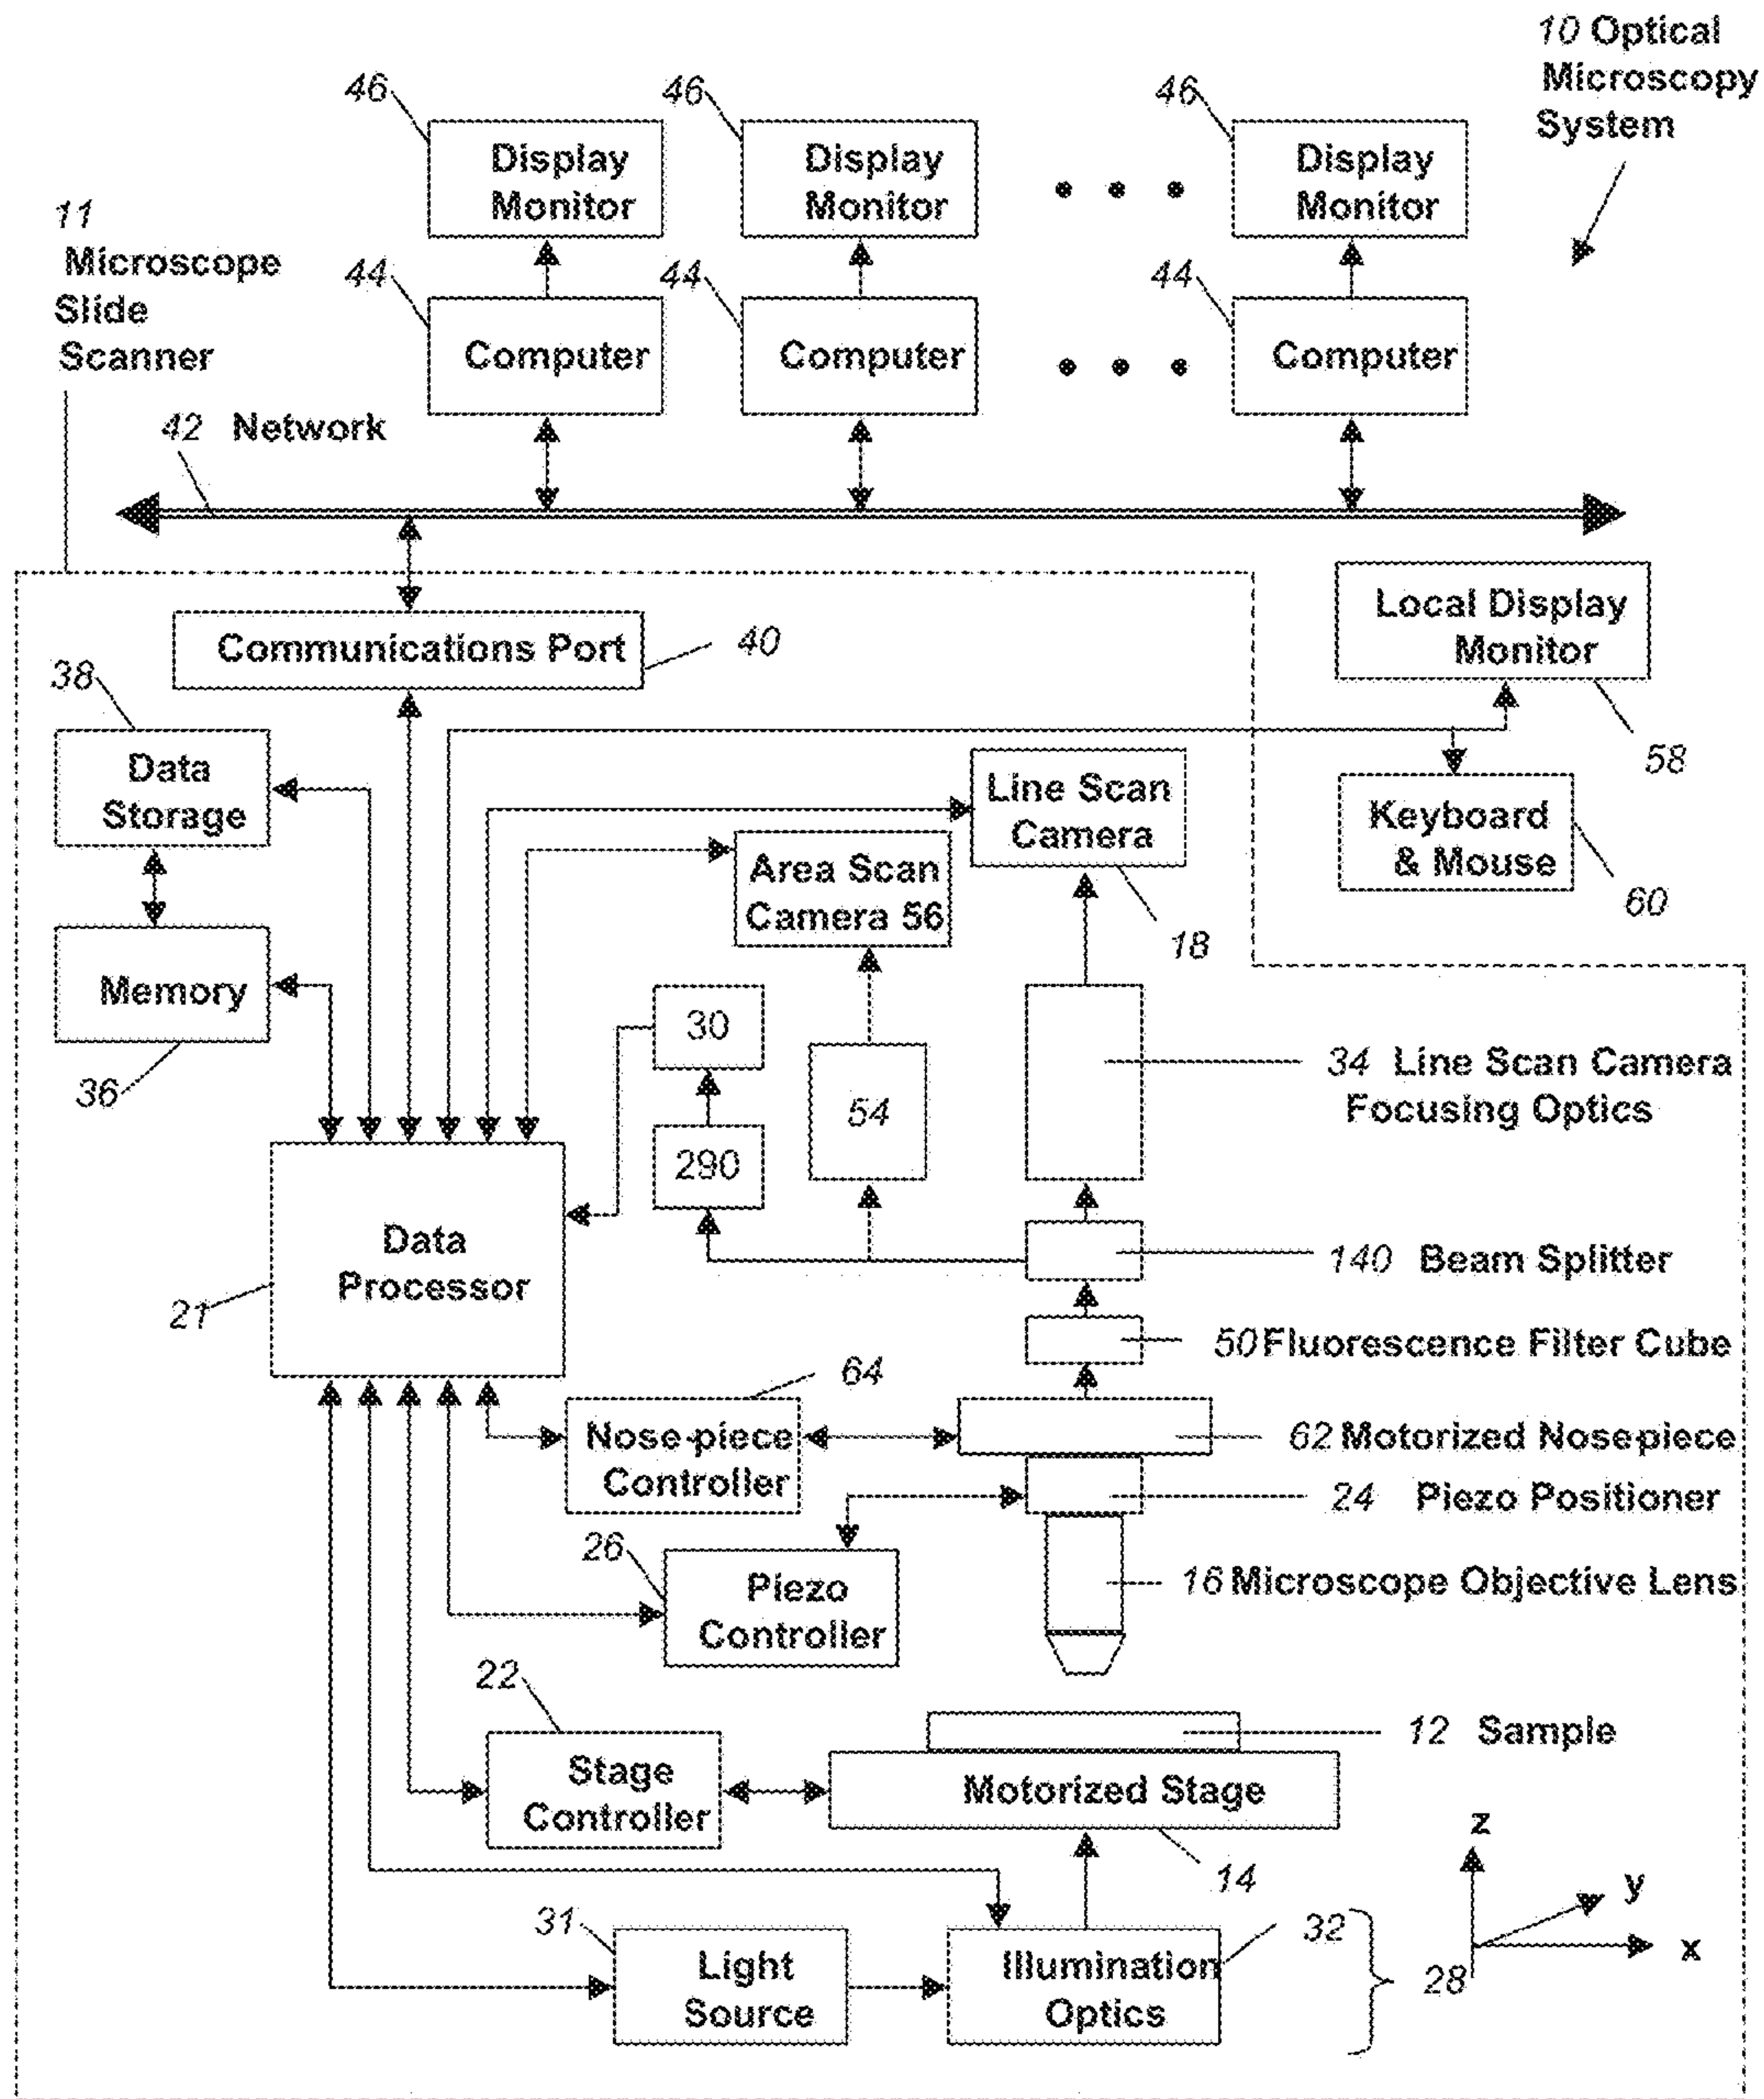 10 Optical
Microscopy
System
46
46
46
Display
Monitor
Display
Monitor
Display
Monitor
11
Microscope
Slide
Scanner
44
44
44
Computer
Computer
Computer
42 Network
Local Display
Monitor
58
Communications Port
40
38
Data
Storage
Line Scan
Camera
18
Keyboard
& Mouse
60
Area Scan
Camera 56
Memory
36
30
54
34 Line Scan Camera
Focusing Optics
290
Data
Processor
21
140 Beam Splitter
50 Fluorescence Filter Cube
64
Nose-piece
Controller
62 Motorized Nosepiece
24 Piezo Positioner
26
Piezo
Controller
16 Microscope Objective Lens
22
Stage
Controller
12 Sample
Motorized Stage
14
z
y
x
31
Light
Source
Illumination
Optics
32
28